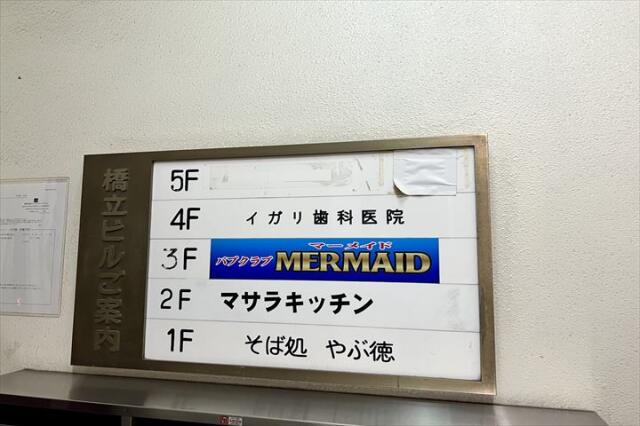 橋立ビルご案内
5F
4F イガリ歯科医院
3F パブクラブ マーメイド MERMAID
2F マサラキッチン
1F そば処 やぶ徳